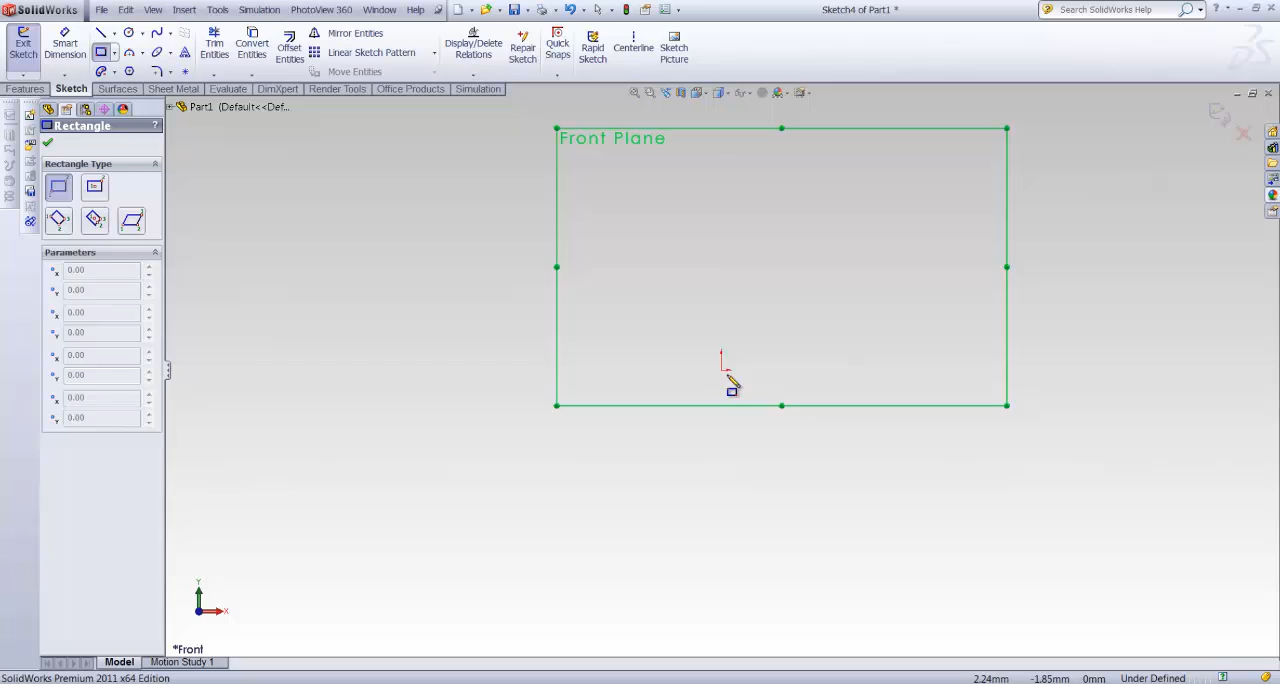 SolidWorks File Edit View Insert Tools Simulation PhotoView 360 Window Help Sketch4 of Part1 * Search SolidWorks Help
Exit Sketch Smart Dimension Trim Entities Convert Entities Offset Entities Mirror Entities Linear Sketch Pattern Move Entities Display/Delete Relations Repair Sketch Quick Snaps Rapid Sketch Centerline Sketch Picture
Features Sketch Surfaces Sheet Metal Evaluate DimXpert Render Tools Office Products Simulation
Part1 (Default<<Def...
Rectangle ?
Front Plane
Rectangle Type
Parameters
x 0.00
Y 0.00
x 0.00
Y 0.00
x 0.00
Y 0.00
x 0.00
Y 0.00
Y
X
*Front
Model Motion Study 1
SolidWorks Premium 2011 x64 Edition 2.24mm -1.85mm 0mm Under Defined